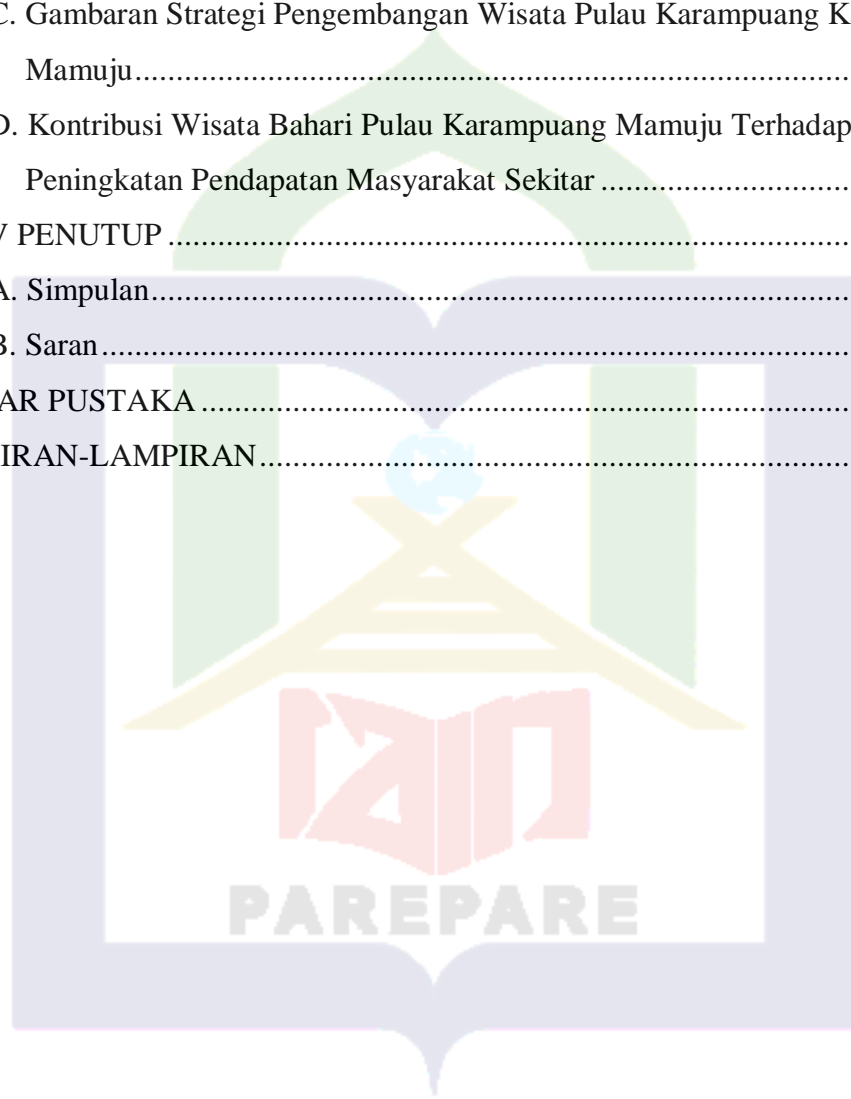 C. Gambaran Strategi Pengembangan Wisata Pulau Karampuang K
Mamuju....................................................................................
D. Kontribusi Wisata Bahari Pulau Karampuang Mamuju Terhadap
Peningkatan Pendapatan Masyarakat Sekitar ................................
V PENUTUP ................................................................................
A. Simpulan..................................................................................
B. Saran........................................................................................
AR PUSTAKA ............................................................................
IRAN-LAMPIRAN......................................................................
iain
PAREPARE